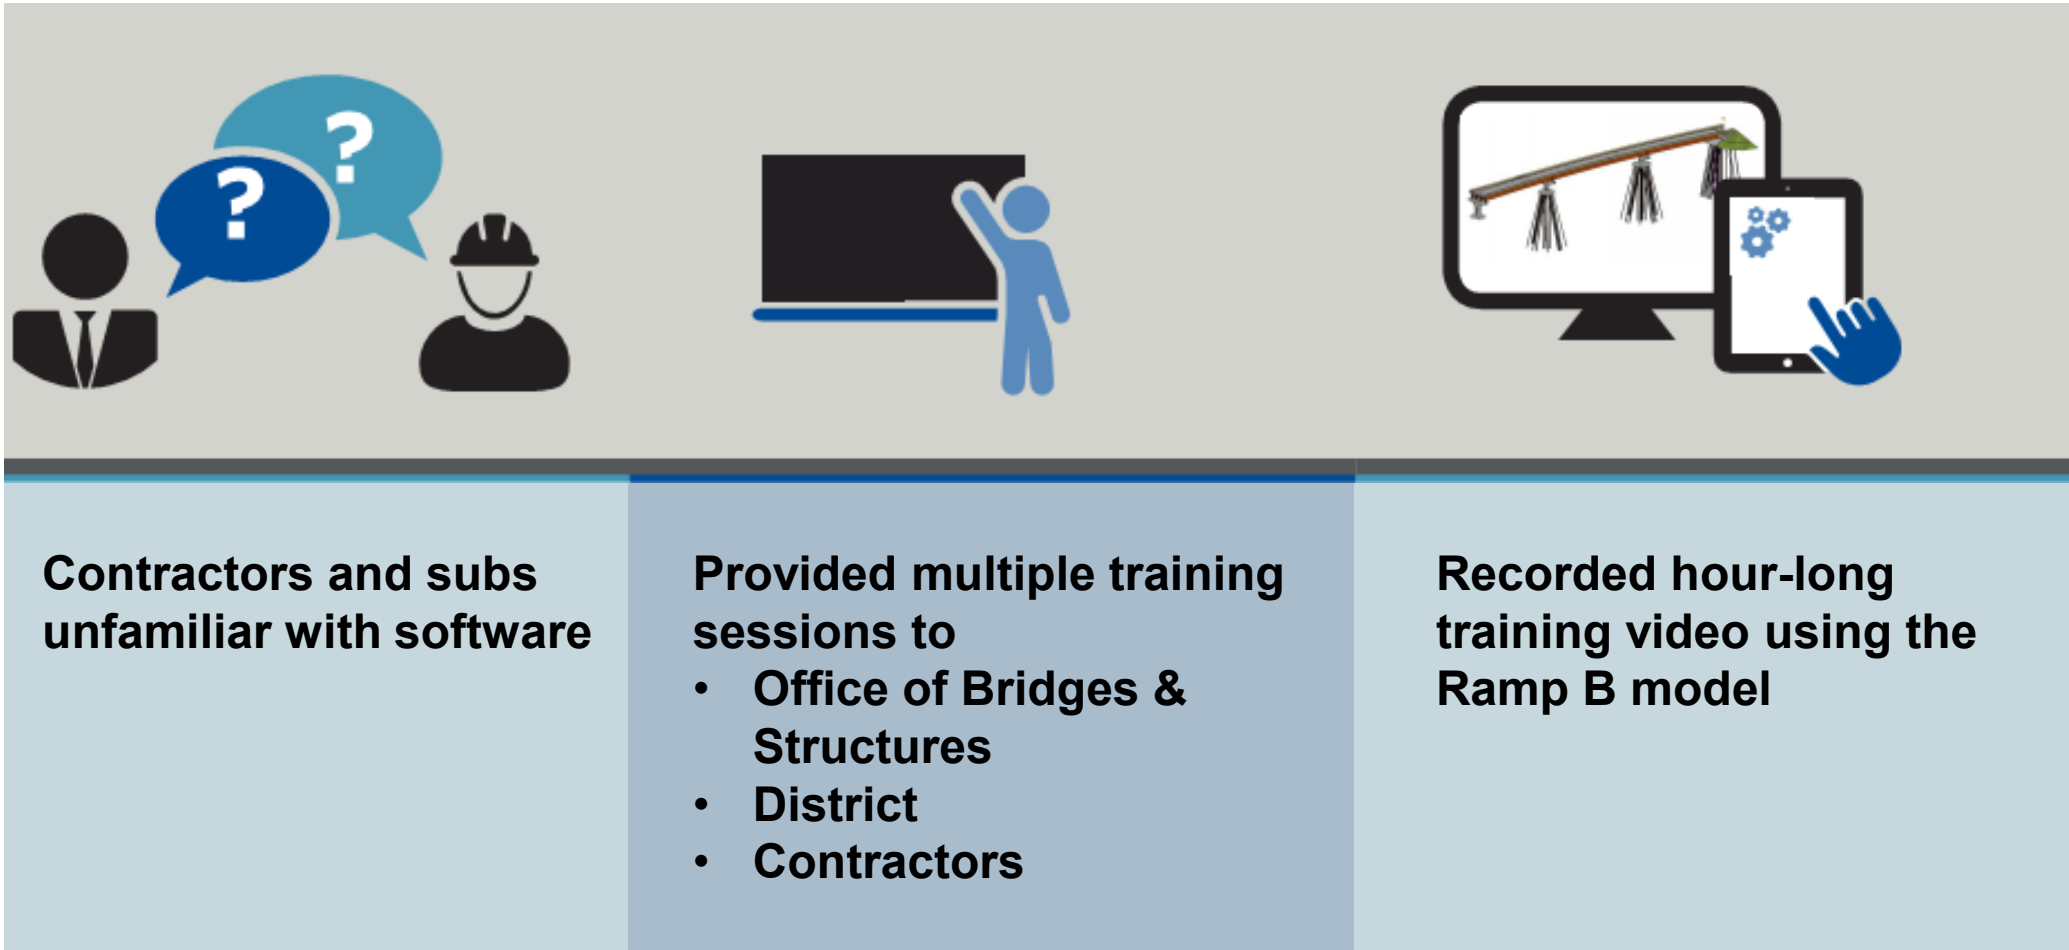 ?
?
Contractors and subs
unfamiliar with software
Provided multiple training
sessions to
• Office of Bridges &
Structures
• District
• Contractors
Recorded hour-long
training video using the
Ramp B model